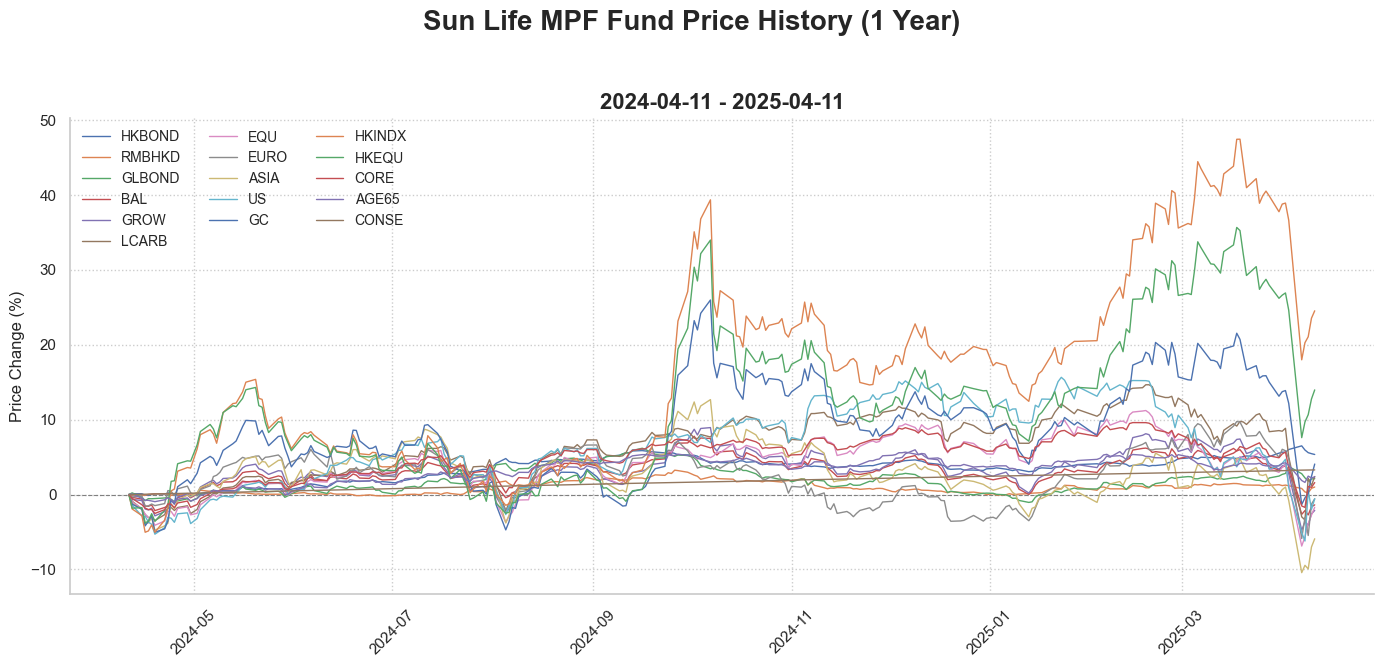 Sun Life MPF Fund Price History (1 Year)
2024-04-11 - 2025-04-11
HKBOND EQU HKINDX
RMBHKD EURO HKEQU
GLBOND ASIA CORE
BAL US AGE65
GROW GC CONSE
LCARB
Price Change (%)
50
40
30
20
10
0
−10
2024-05 2024-07 2024-09 2024-11 2025-01 2025-03